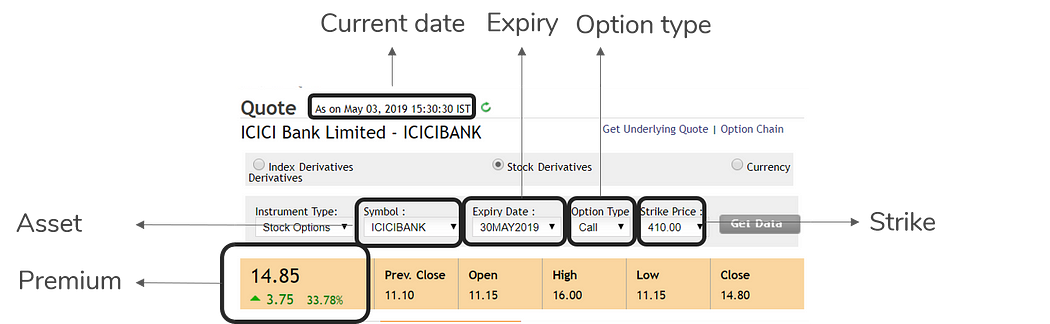 Current date Expiry Option type
Quote As on May 03, 2019 15:30:30 IST
ICICI Bank Limited - ICICIBANK
Get Underlying Quote | Option Chain
Index Derivatives Stock Derivatives Currency
Derivatives
Asset
Instrument Type: Symbol : Expiry Date : Option Type Strike Price :
Stock Options ICICIBANK 30MAY2019 Call 410.00 Get Data
Strike
Premium
14.85 Prev. Close Open High Low Close
3.75 33.78% 11.10 11.15 16.00 11.15 14.80